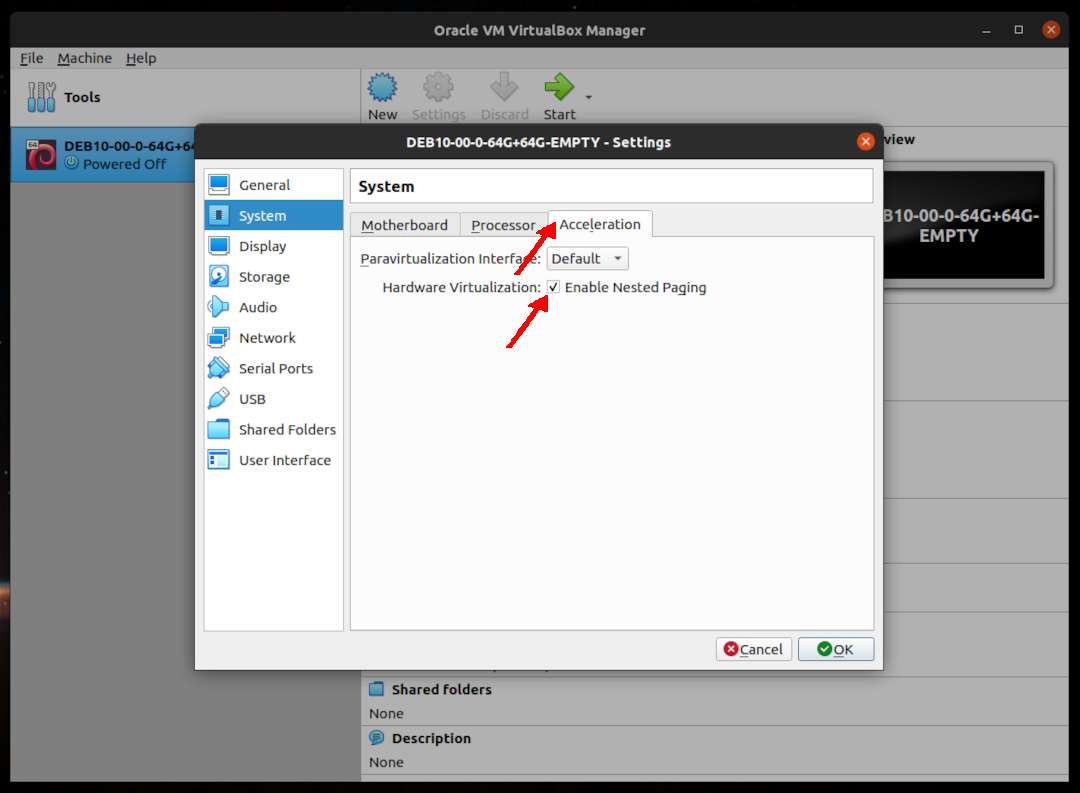 Oracle VM VirtualBox Manager
File Machine Help
Tools
New Settings Discard Start
64
DEB10-00-0-64G+64
Powered Off
view
B10-00-0-64G+64G-
EMPTY
DEB10-00-0-64G+64G-EMPTY - Settings
General
System
Display
Storage
Audio
Network
Serial Ports
USB
Shared Folders
User Interface
System
Motherboard Processor Acceleration
Paravirtualization Interface: Default
Hardware Virtualization: Enable Nested Paging
Cancel OK
Shared folders
None
Description
None